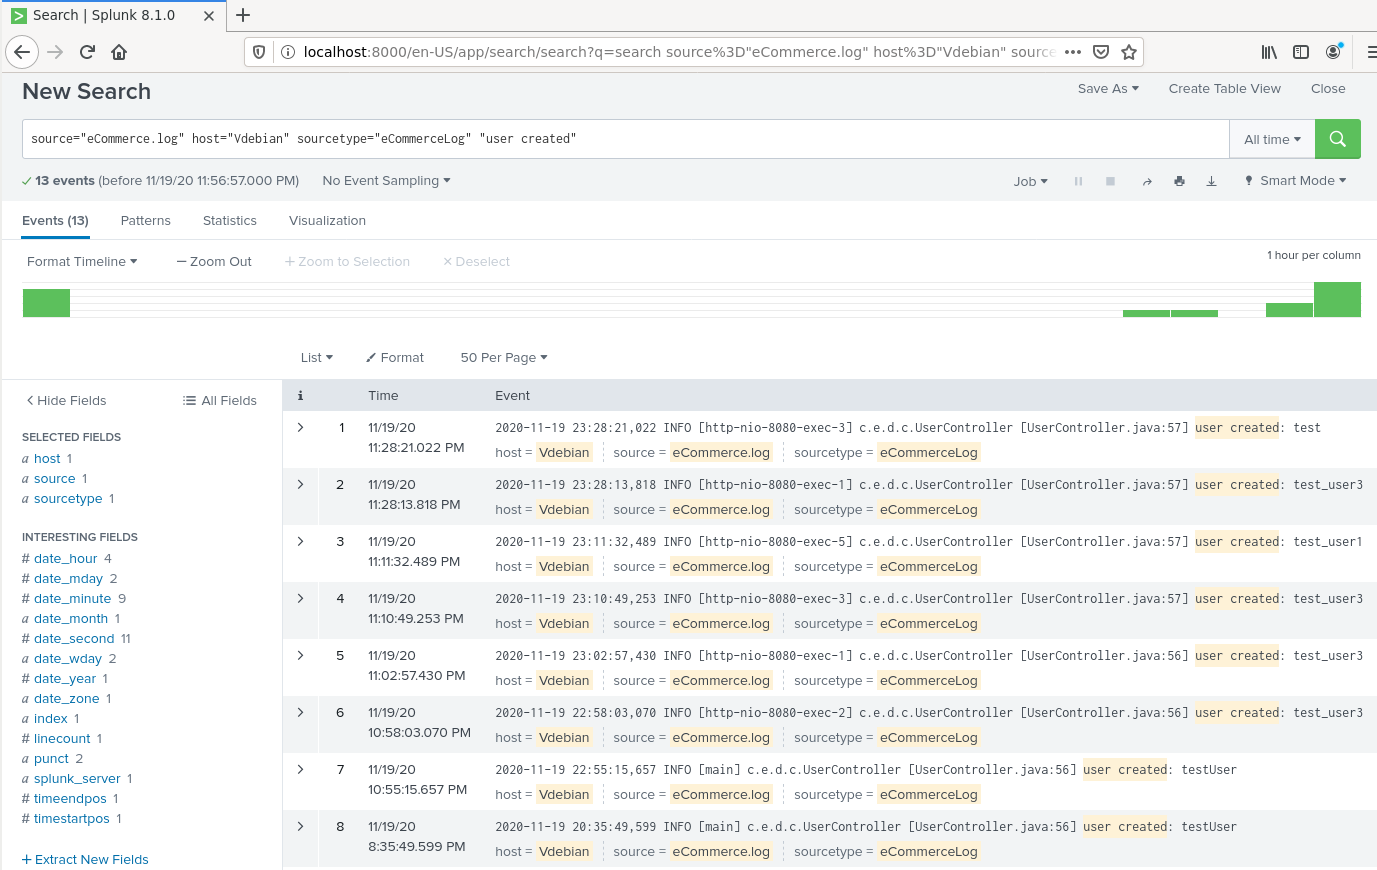 Search | Splunk 8.1.0
localhost:8000/en-US/app/search/search?q=search source%3D"eCommerce.log" host%3D"Vdebian" source
New Search
Save As
Create Table View
Close
source="eCommerce.log" host="Vdebian" sourcetype="eCommerceLog" "user created"
All time
13 events (before 11/19/20 11:56:57.000 PM)
No Event Sampling
Job
Smart Mode
Events (13)
Patterns
Statistics
Visualization
Format Timeline
Zoom Out
Zoom to Selection
Deselect
1 hour per column
List
Format
50 Per Page
Hide Fields
All Fields
SELECTED FIELDS
a host 1
a source 1
a sourcetype 1
INTERESTING FIELDS
# date_hour 4
# date_mday 2
# date_minute 9
a date_month 1
# date_second 11
a date_wday 2
# date_year 1
a date_zone 1
a index 1
# linecount 1
a punct 2
a splunk_server 1
# timeendpos 1
# timestartpos 1
+ Extract New Fields
i Time Event
1 11/19/20 2020-11-19 23:28:21,022 INFO [http-nio-8080-exec-3] c.e.d.c.UserController [UserController.java:57] user created: test
11:28:21.022 PM host = Vdebian source = eCommerce.log sourcetype = eCommerceLog
2 11/19/20 2020-11-19 23:28:13,818 INFO [http-nio-8080-exec-1] c.e.d.c.UserController [UserController.java:57] user created: test_user3
11:28:13.818 PM host = Vdebian source = eCommerce.log sourcetype = eCommerceLog
3 11/19/20 2020-11-19 23:11:32,489 INFO [http-nio-8080-exec-5] c.e.d.c.UserController [UserController.java:57] user created: test_user1
11:11:32.489 PM host = Vdebian source = eCommerce.log sourcetype = eCommerceLog
4 11/19/20 2020-11-19 23:10:49,253 INFO [http-nio-8080-exec-3] c.e.d.c.UserController [UserController.java:57] user created: test_user3
11:10:49.253 PM host = Vdebian source = eCommerce.log sourcetype = eCommerceLog
5 11/19/20 2020-11-19 23:02:57,430 INFO [http-nio-8080-exec-1] c.e.d.c.UserController [UserController.java:56] user created: test_user3
11:02:57.430 PM host = Vdebian source = eCommerce.log sourcetype = eCommerceLog
6 11/19/20 2020-11-19 22:58:03,070 INFO [http-nio-8080-exec-2] c.e.d.c.UserController [UserController.java:56] user created: test_user3
10:58:03.070 PM host = Vdebian source = eCommerce.log sourcetype = eCommerceLog
7 11/19/20 2020-11-19 22:55:15,657 INFO [main] c.e.d.c.UserController [UserController.java:56] user created: testUser
10:55:15.657 PM host = Vdebian source = eCommerce.log sourcetype = eCommerceLog
8 11/19/20 2020-11-19 20:35:49,599 INFO [main] c.e.d.c.UserController [UserController.java:56] user created: testUser
8:35:49.599 PM host = Vdebian source = eCommerce.log sourcetype = eCommerceLog